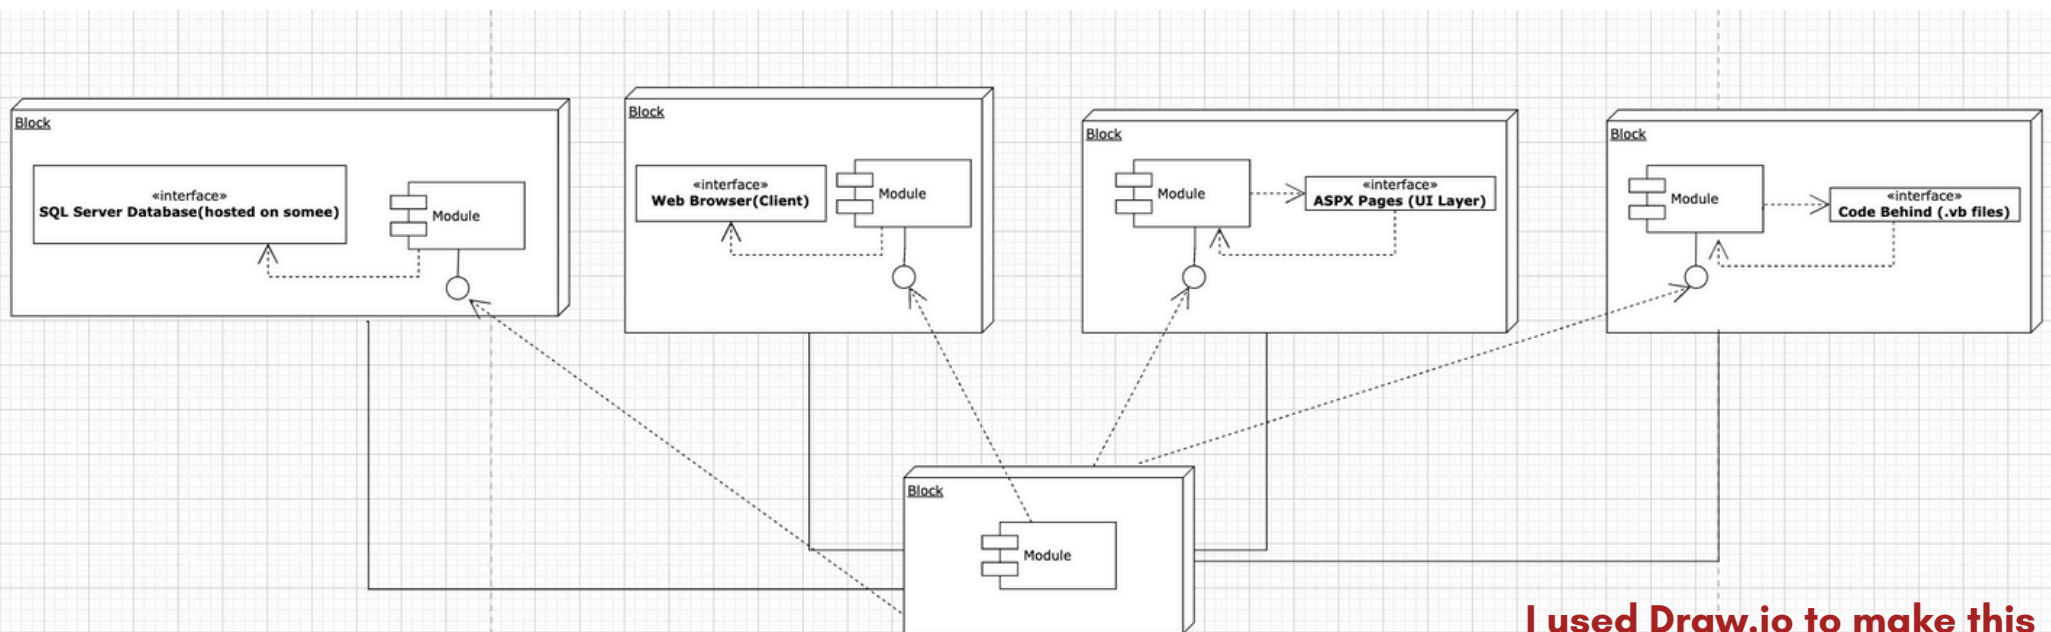 Block
«interface»
SQL Server Database(hosted on somee)
Module
Block
«interface»
Web Browser(Client)
Module
Block
Module
«interface»
ASPX Pages (UI Layer)
Block
Module
«interface»
Code Behind (.vb files)
Block
Module
I used Draw.io to make this